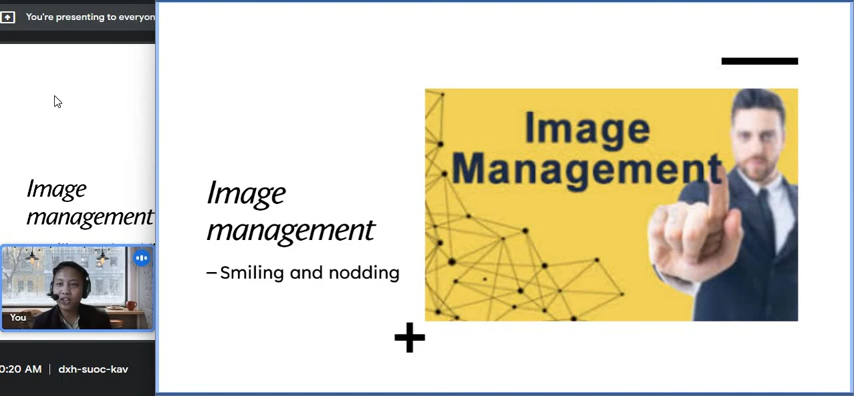 You're presenting to everyon
Image
management
You
0:20 AM | dxh-suoc-kav
Image
management
– Smiling and nodding
Image
Management